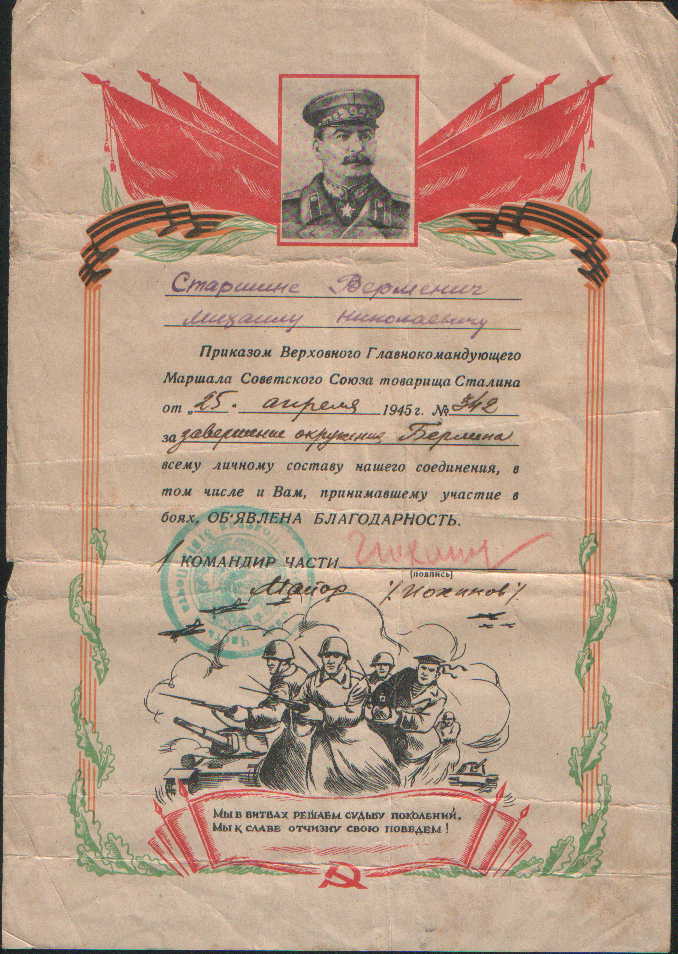 Старшине Верменич
Михаилу Николаевичу
Приказом Верховного Главнокомандующего
Маршала Советского Союза товарища Сталина
от „25" апреля 1945 г. № 342
за завершение окружения Берлина
всему личному составу нашего соединения, в
том числе и Вам, принимавшему участие в
боях, ОБ'ЯВЛЕНА БЛАГОДАРНОСТЬ.
КОМАНДИР ЧАСТИ
(подпись)
Майор
МЫ В БИТВАХ РЕШАЕМ СУДЬБУ ПОКОЛЕНИЙ,
МЫ К СЛАВЕ ОТЧИЗНУ СВОЮ ПОВЕДЕМ!